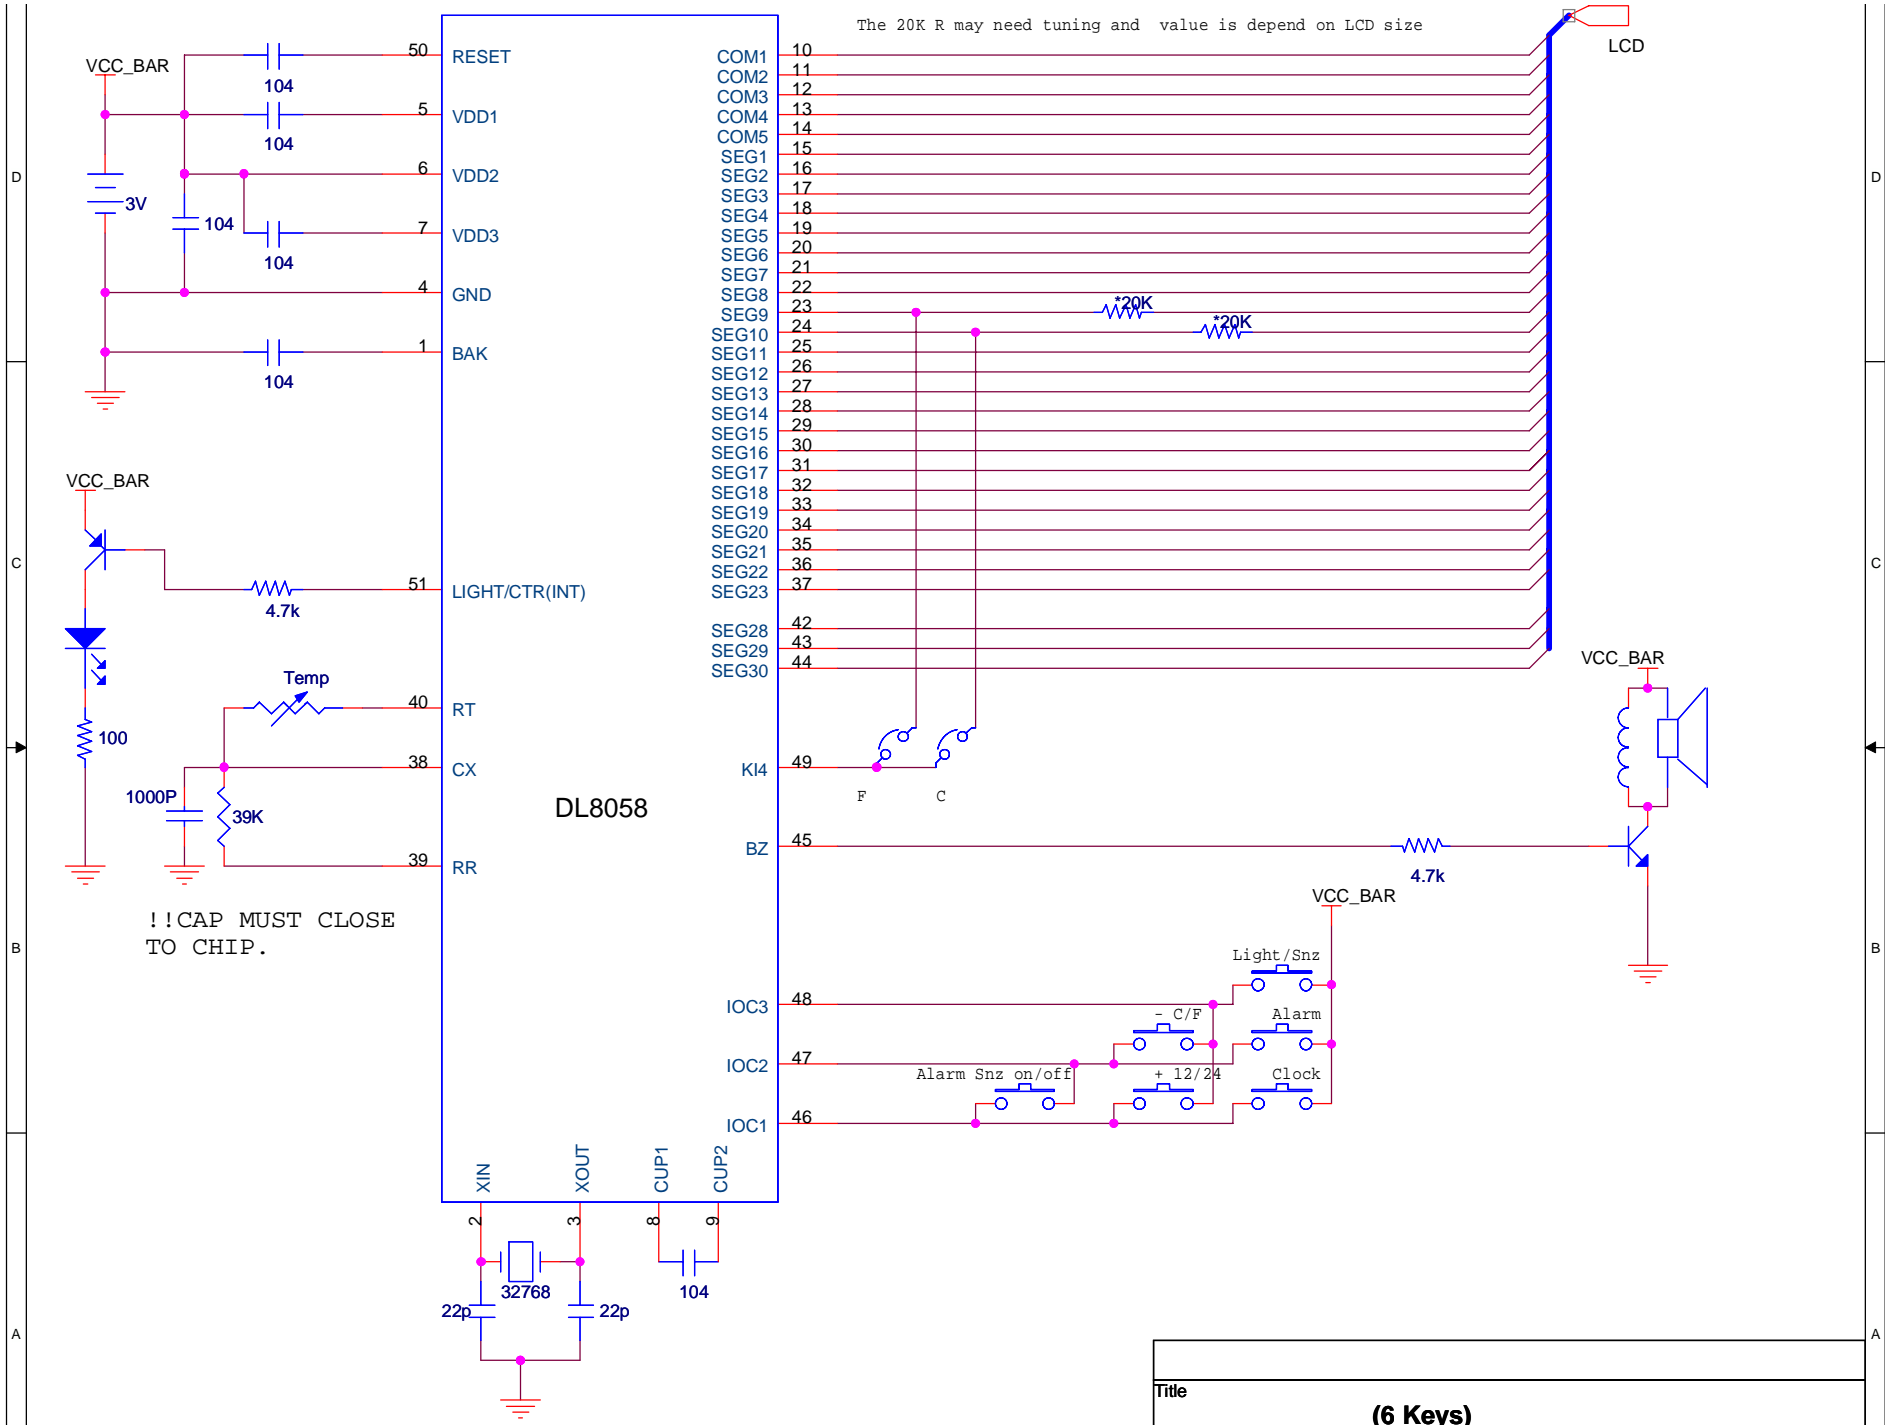 The 20K R may need tuning and  value is depend on LCD size
LCD
VCC_BAR
104
50
RESET
104
5
VDD1
6
VDD2
3V
104
7
VDD3
104
4
GND
1
BAK
104
COM1 10
COM2 11
COM3 12
COM4 13
COM5 14
SEG1 15
SEG2 16
SEG3 17
SEG4 18
SEG5 19
SEG6 20
SEG7 21
SEG8 22
SEG9 23
*20K
SEG10 24
*20K
SEG11 25
SEG12 26
SEG13 27
SEG14 28
SEG15 29
SEG16 30
SEG17 31
SEG18 32
SEG19 33
SEG20 34
SEG21 35
SEG22 36
SEG23 37
SEG28 42
SEG29 43
SEG30 44
D
D
C
C
B
B
A
A
VCC_BAR
51
LIGHT/CTR(INT)
4.7k
100
Temp
40
RT
38
CX
1000P
39K
39
RR
!!CAP MUST CLOSE
TO CHIP.
DL8058
KI4 49
F
C
BZ 45
4.7k
VCC_BAR
VCC_BAR
Light/Snz
IOC3 48
- C/F
Alarm
IOC2 47
Alarm Snz on/off
+ 12/24
Clock
IOC1 46
XIN
XOUT
CUP1
CUP2
2
3
8
9
32768
22p
22p
104
Title
(6 Keys)